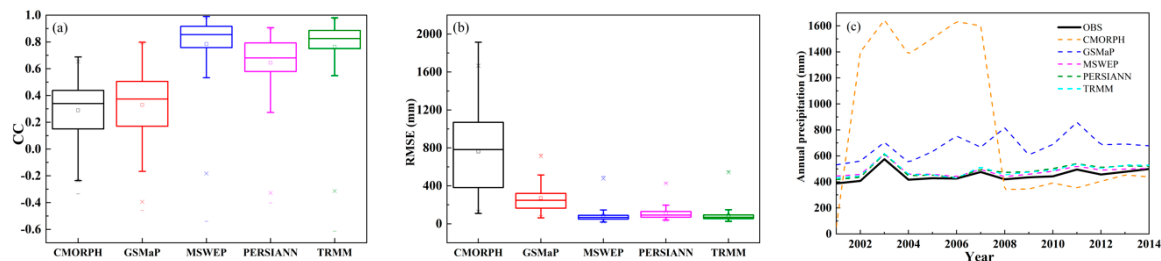 (a)
CC
1.0
0.8
0.6
0.4
0.2
0.0
-0.2
-0.4
-0.6
CMORPH GSMaP MSWEP PERSIANN TRMM
(b)
RMSE (mm)
2000
1600
1200
800
400
0
CMORPH GSMaP MSWEP PERSIANN TRMM
(c)
Annual precipitation (mm)
1600
1400
1200
1000
800
600
400
200
0
OBS
CMORPH
GSMaP
MSWEP
PERSIANN
TRMM
2002 2004 2006 2008 2010 2012 2014
Year